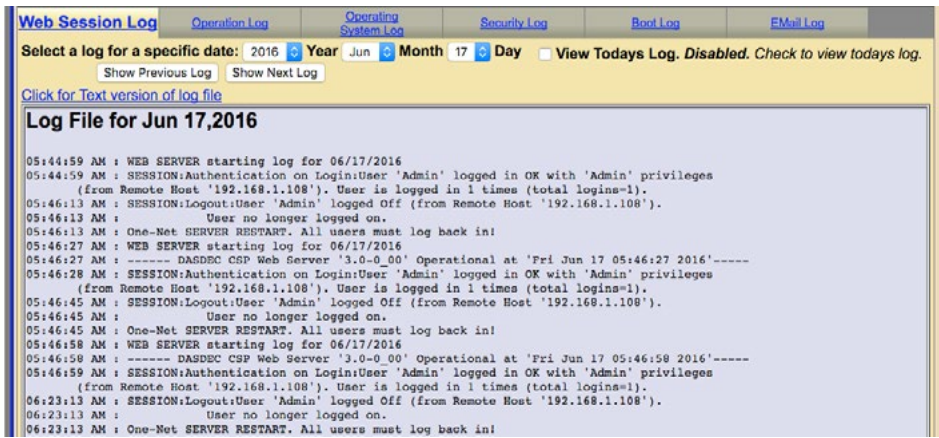 Web Session Log Operation Log Operating System Log Security Log Boot Log EMail Log
Select a log for a specific date: 2016 Year Jun Month 17 Day View Todays Log. Disabled. Check to view todays log.
Show Previous Log Show Next Log
Click for Text version of log file
Log File for Jun 17,2016
05:44:59 AM : WEB SERVER starting log for 06/17/2016
05:44:59 AM : SESSION:Authentication on Login:User 'Admin' logged in OK with 'Admin' privileges
(from Remote Host '192.168.1.108'). User is logged in 1 times (total logins=1).
05:46:13 AM : SESSION:Logout:User 'Admin' logged Off (from Remote Host '192.168.1.108').
05:46:13 AM : User no longer logged on.
05:46:13 AM : One-Net SERVER RESTART. All users must log back in!
05:46:27 AM : WEB SERVER starting log for 06/17/2016
05:46:27 AM : ------ DASDEC CSP Web Server '3.0-0_00' Operational at 'Fri Jun 17 05:46:27 2016'-----
05:46:28 AM : SESSION:Authentication on Login:User 'Admin' logged in OK with 'Admin' privileges
(from Remote Host '192.168.1.108'). User is logged in 1 times (total logins=1).
05:46:45 AM : SESSION:Logout:User 'Admin' logged Off (from Remote Host '192.168.1.108').
05:46:45 AM : User no longer logged on.
05:46:45 AM : One-Net SERVER RESTART. All users must log back in!
05:46:58 AM : WEB SERVER starting log for 06/17/2016
05:46:58 AM : ------ DASDEC CSP Web Server '3.0-0_00' Operational at 'Fri Jun 17 05:46:58 2016'-----
05:46:59 AM : SESSION:Authentication on Login:User 'Admin' logged in OK with 'Admin' privileges
(from Remote Host '192.168.1.108'). User is logged in 1 times (total logins=1).
06:23:13 AM : SESSION:Logout:User 'Admin' logged Off (from Remote Host '192.168.1.108').
06:23:13 AM : User no longer logged on.
06:23:13 AM : One-Net SERVER RESTART. All users must log back in!